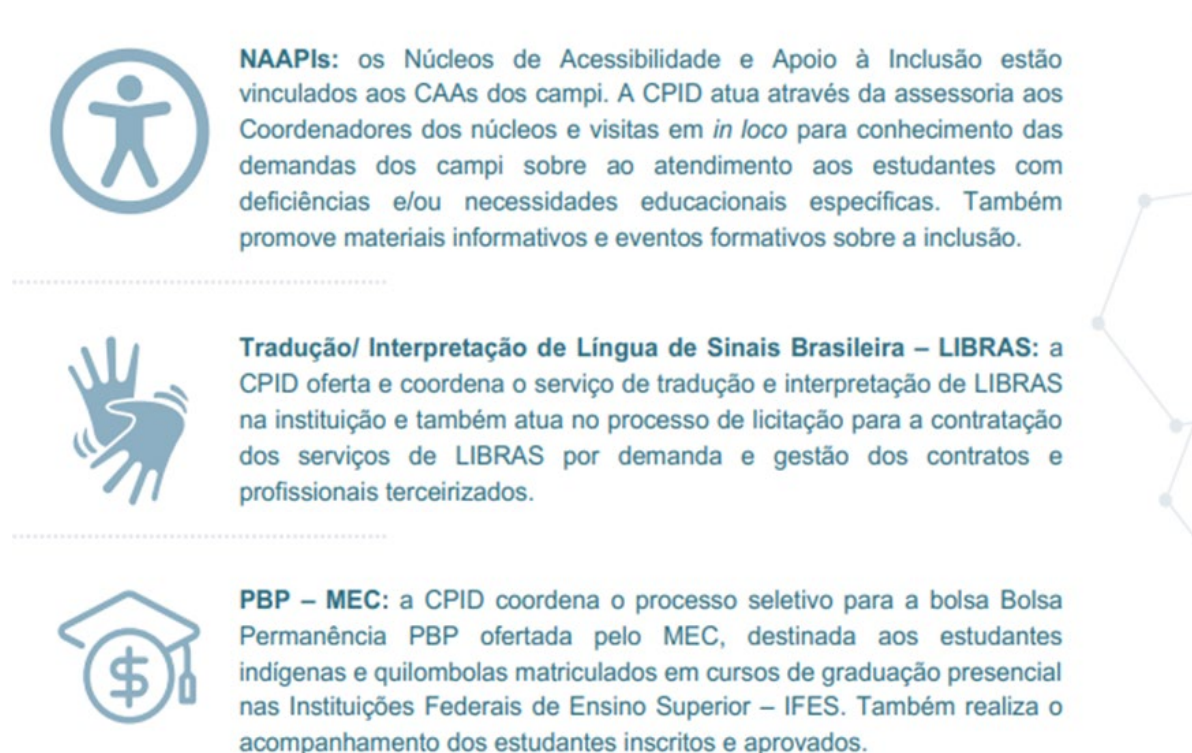 NAAPIs: os Núcleos de Acessibilidade e Apoio à Inclusão estão
vinculados aos CAAs dos campi. A CPID atua através da assessoria aos
Coordenadores dos núcleos e visitas em in loco para conhecimento das
demandas dos campi sobre ao atendimento aos estudantes com
deficiências e/ou necessidades educacionais específicas. Também
promove materiais informativos e eventos formativos sobre a inclusão.
Tradução/ Interpretação de Língua de Sinais Brasileira – LIBRAS: a
CPID oferta e coordena o serviço de tradução e interpretação de LIBRAS
na instituição e também atua no processo de licitação para a contratação
dos serviços de LIBRAS por demanda e gestão dos contratos e
profissionais terceirizados.
PBP – MEC: a CPID coordena o processo seletivo para a bolsa Bolsa
Permanência PBP ofertada pelo MEC, destinada aos estudantes
indígenas e quilombolas matriculados em cursos de graduação presencial
nas Instituições Federais de Ensino Superior – IFES. Também realiza o
acompanhamento dos estudantes inscritos e aprovados.